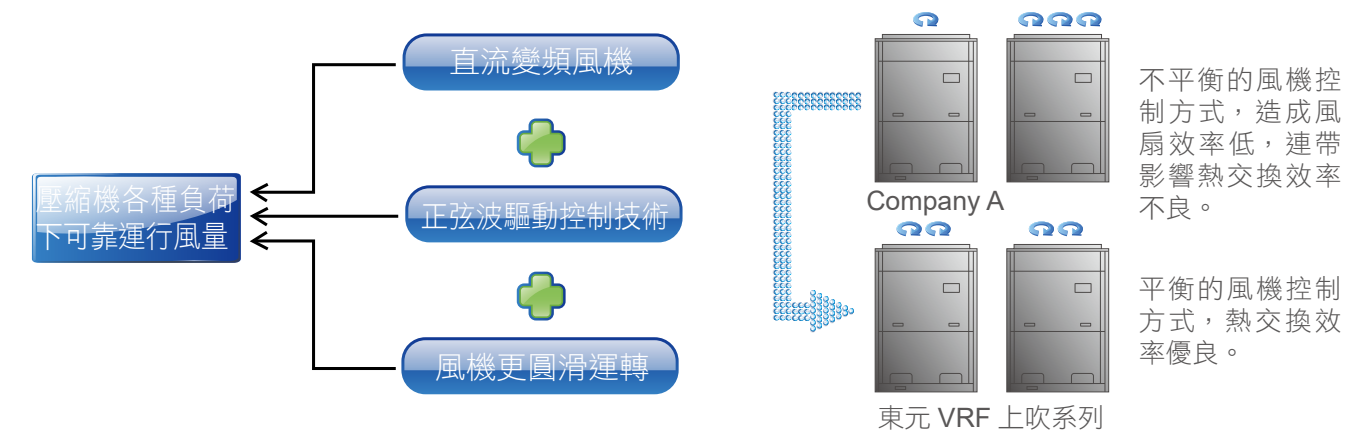 直流變頻風機
壓縮機各種負荷
下可靠運行風量
正弦波驅動控制技術
風機更圓滑運轉
不平衡的風機控
制方式，造成風
扇效率低，連帶
影響熱交換效率
不良。
Company A
平衡的風機控制
方式，熱交換效
率優良。
東元 VRF 上吹系列